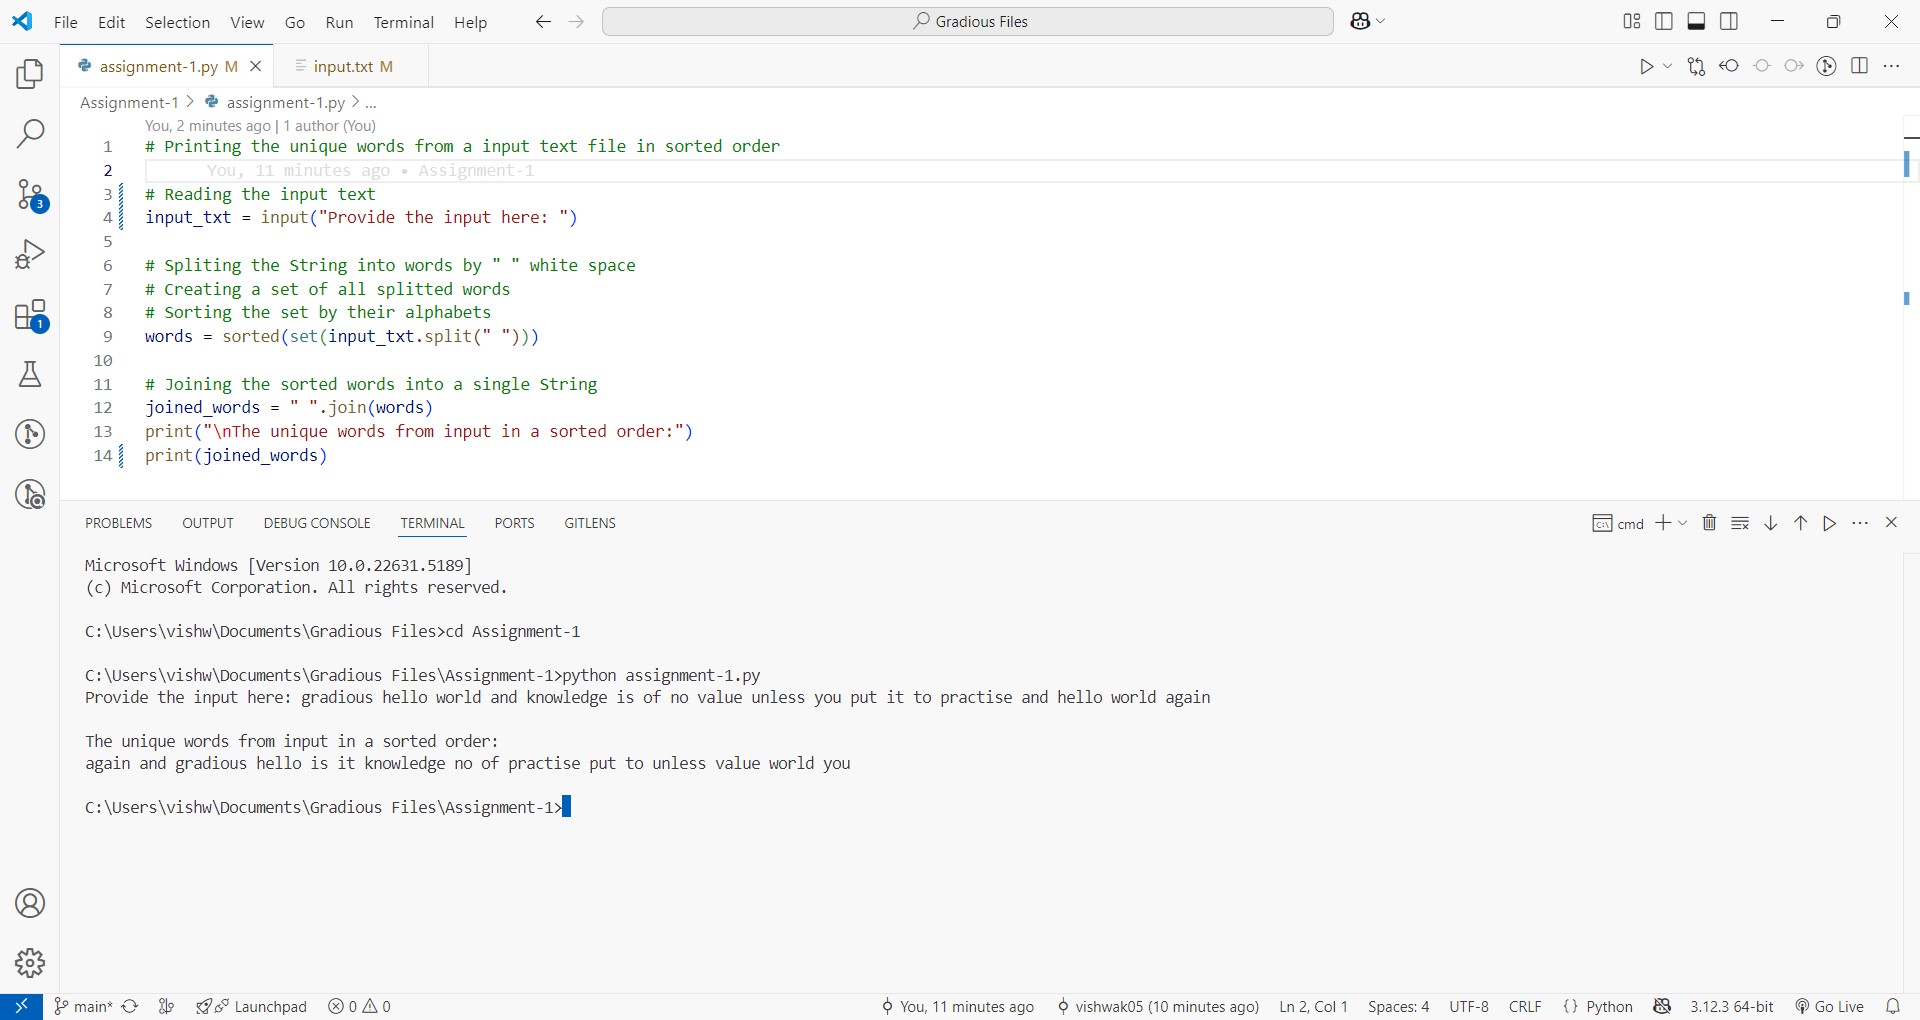 File Edit Selection View Go Run Terminal Help Gradious Files
assignment-1.py M input.txt M
Assignment-1 > assignment-1.py > ...
You, 2 minutes ago | 1 author (You)
1 # Printing the unique words from a input text file in sorted order
2 You, 11 minutes ago • Assignment-1
3 # Reading the input text
4 input_txt = input("Provide the input here: ")
5
6 # Spliting the String into words by " " white space
7 # Creating a set of all splitted words
8 # Sorting the set by their alphabets
9 words = sorted(set(input_txt.split(" ")))
10
11 # Joining the sorted words into a single String
12 joined_words = " ".join(words)
13 print("\nThe unique words from input in a sorted order:")
14 print(joined_words)
3
1
PROBLEMS OUTPUT DEBUG CONSOLE TERMINAL PORTS GITLENS cmd
Microsoft Windows [Version 10.0.22631.5189]
(c) Microsoft Corporation. All rights reserved.
C:\Users\vishw\Documents\Gradious Files>cd Assignment-1
C:\Users\vishw\Documents\Gradious Files\Assignment-1>python assignment-1.py
Provide the input here: gradious hello world and knowledge is of no value unless you put it to practise and hello world again
The unique words from input in a sorted order:
again and gradious hello is it knowledge no of practise put to unless value world you
C:\Users\vishw\Documents\Gradious Files\Assignment-1>
main* Launchpad 0 0 You, 11 minutes ago vishwak05 (10 minutes ago) Ln 2, Col 1 Spaces: 4 UTF-8 CRLF {} Python 3.12.3 64-bit Go Live